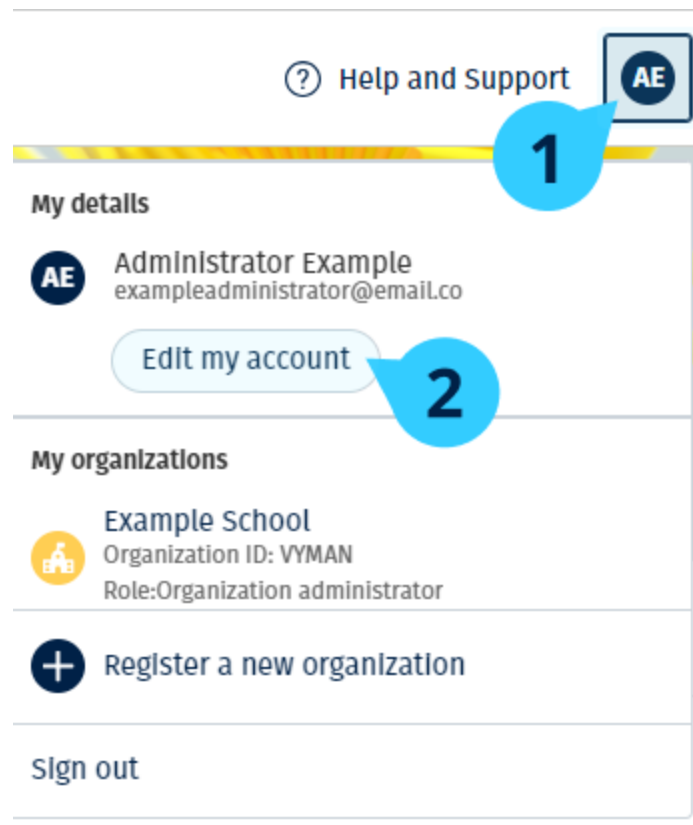 ? Help and Support AE
1
My details
AE Administrator Example
exampleadministrator@email.co
Edit my account
2
My organizations
Example School
Organization ID: VYMAN
Role:Organization administrator
Register a new organization
Sign out